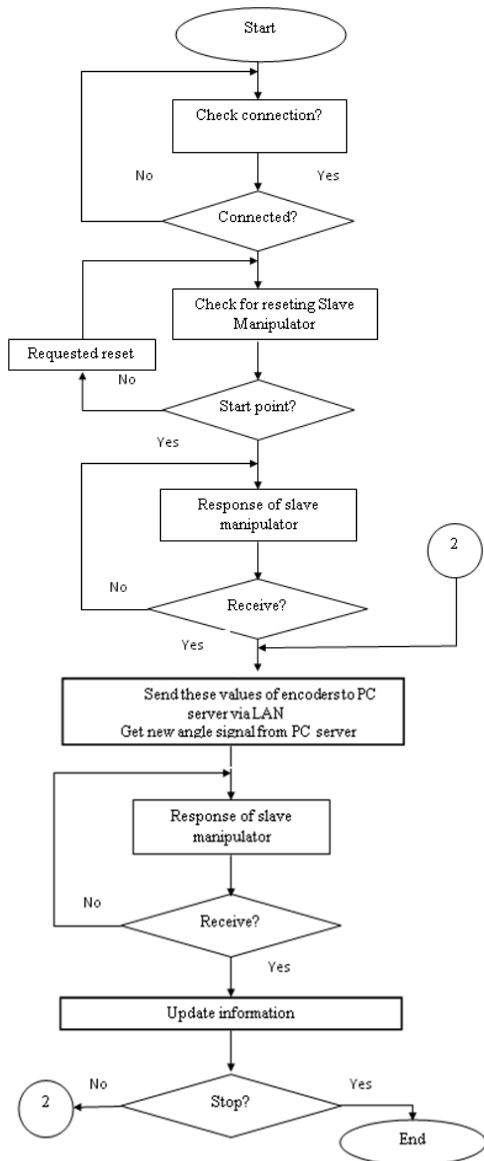 Start
Check connection?
No
Yes
Connected?
Check for reseting Slave
Manipulator
Requested reset
No
Start point?
Yes
Response of slave
manipulator
2
No
Receive?
Yes
Send these values of encoders to PC
server via LAN
Get new angle signal from PC server
Response of slave
manipulator
No
Receive?
Yes
Update information
No
Yes
2
Stop?
End